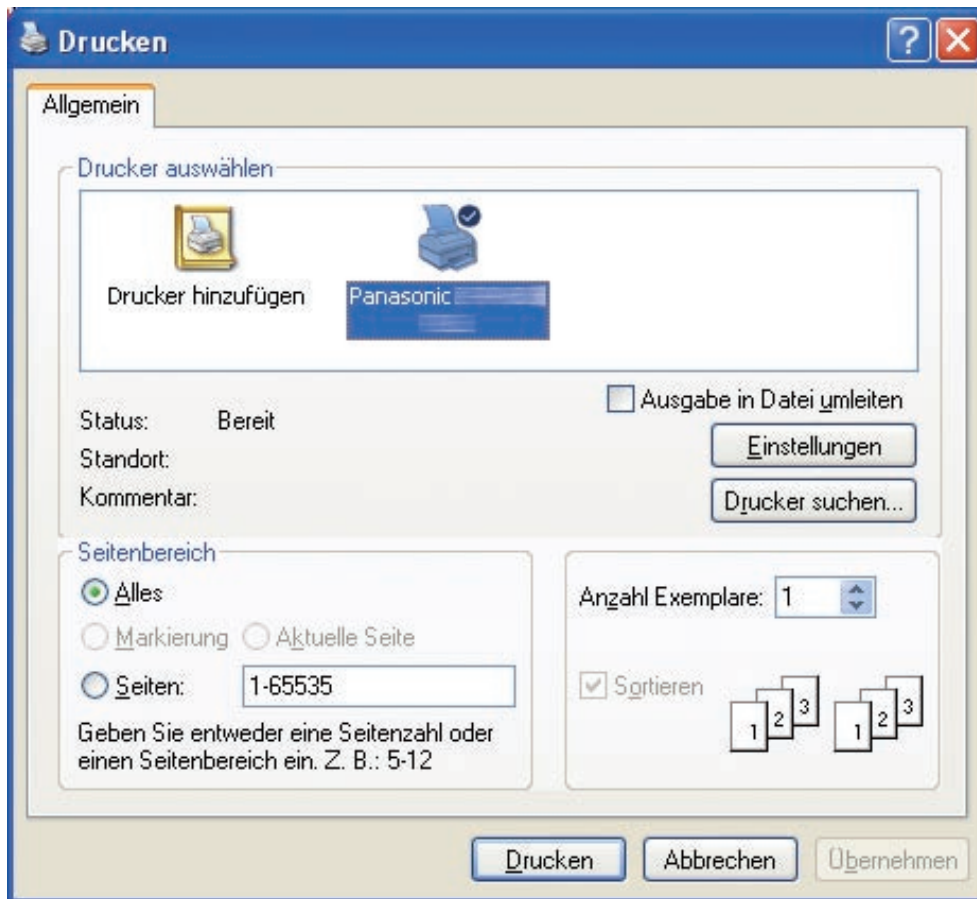 Drucken
Allgemein
Drucker auswählen
Drucker hinzufügen
Panasonic
Ausgabe in Datei umleiten
Status: Bereit
Einstellungen
Standort:
Kommentar:
Drucker suchen...
Seitenbereich
Alles
Markierung
Aktuelle Seite
Seiten: 1-65535
Geben Sie entweder eine Seitenzahl oder
einen Seitenbereich ein. Z. B.: 5-12
Anzahl Exemplare: 1
Sortieren
1 2 3 1 2 3
Drucken
Abbrechen
Übernehmen